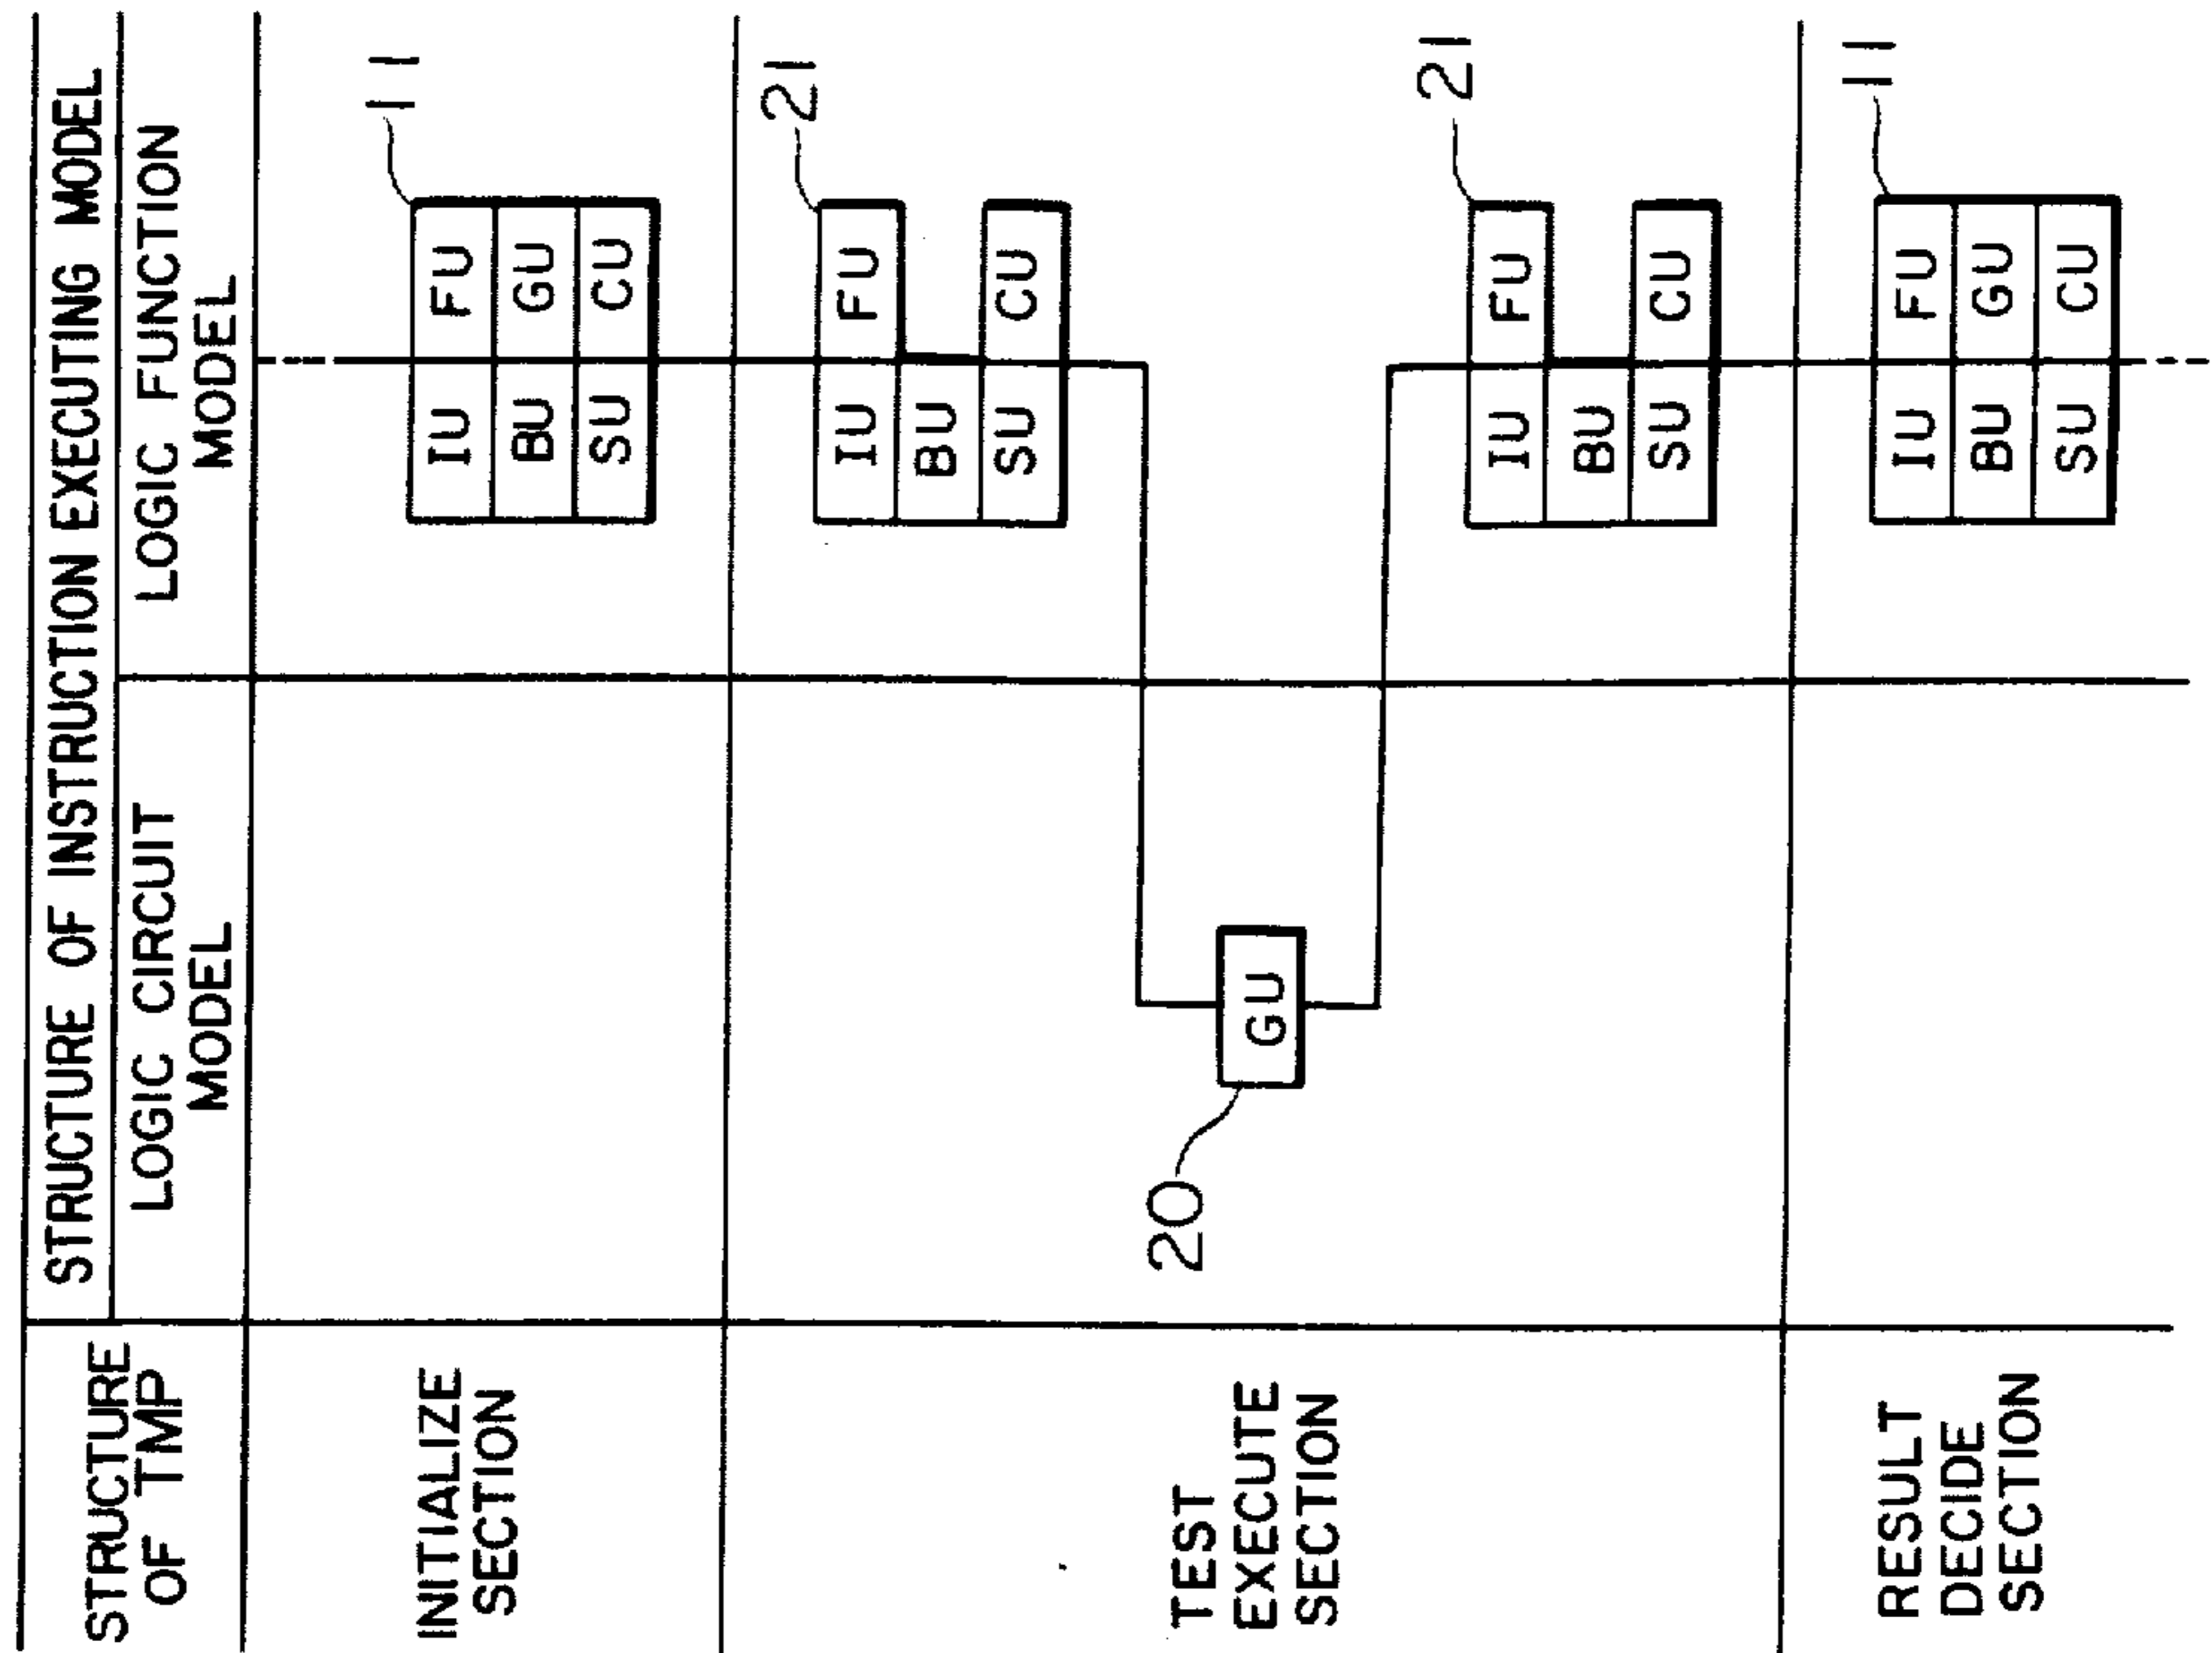 STRUCTURE
OF TMP
STRUCTURE OF INSTRUCTION EXECUTING MODEL
LOGIC CIRCUIT
MODEL
LOGIC FUNCTION
MODEL
INITIALIZE
SECTION
11
IU FU
BU GU
SU CU
TEST
EXECUTE
SECTION
21
IU FU
BU
SU CU
20
GU
21
IU FU
BU
SU CU
RESULT
DECIDE
SECTION
11
IU FU
BU GU
SU CU